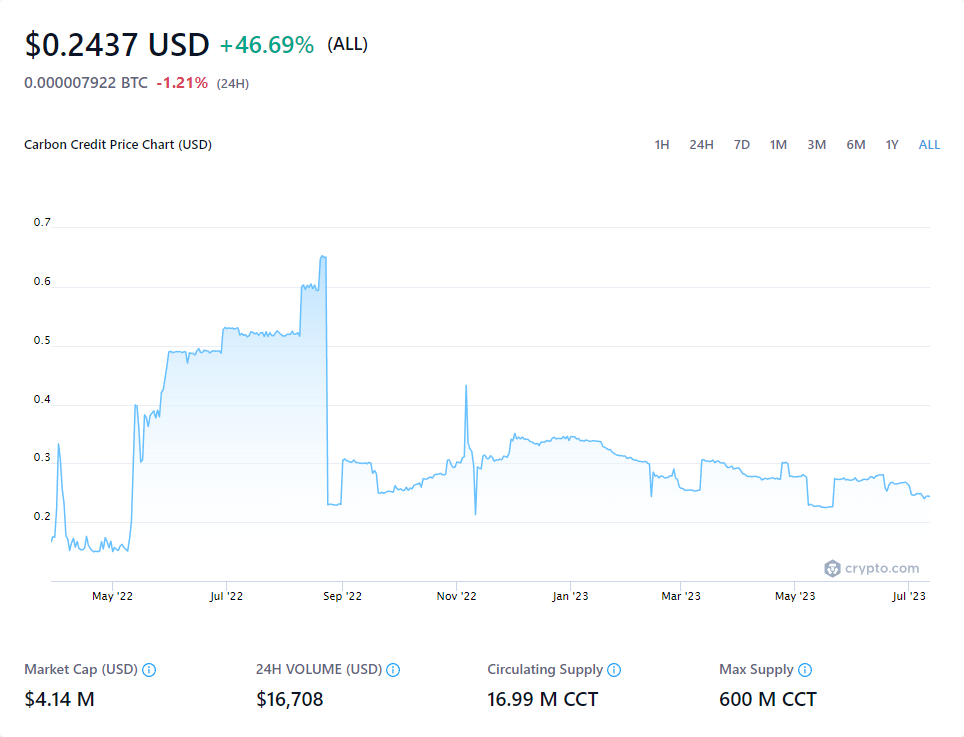 $0.2437 USD +46.69% (ALL)
0.000007922 BTC -1.21% (24H)
Carbon Credit Price Chart (USD) 1H 24H 7D 1M 3M 6M 1Y ALL
0.7
0.6
0.5
0.4
0.3
0.2
crypto.com
May '22 Jul '22 Sep '22 Nov '22 Jan '23 Mar '23 May '23 Jul '23
Market Cap (USD) 24H VOLUME (USD) Circulating Supply Max Supply
$4.14 M $16,708 16.99 M CCT 600 M CCT